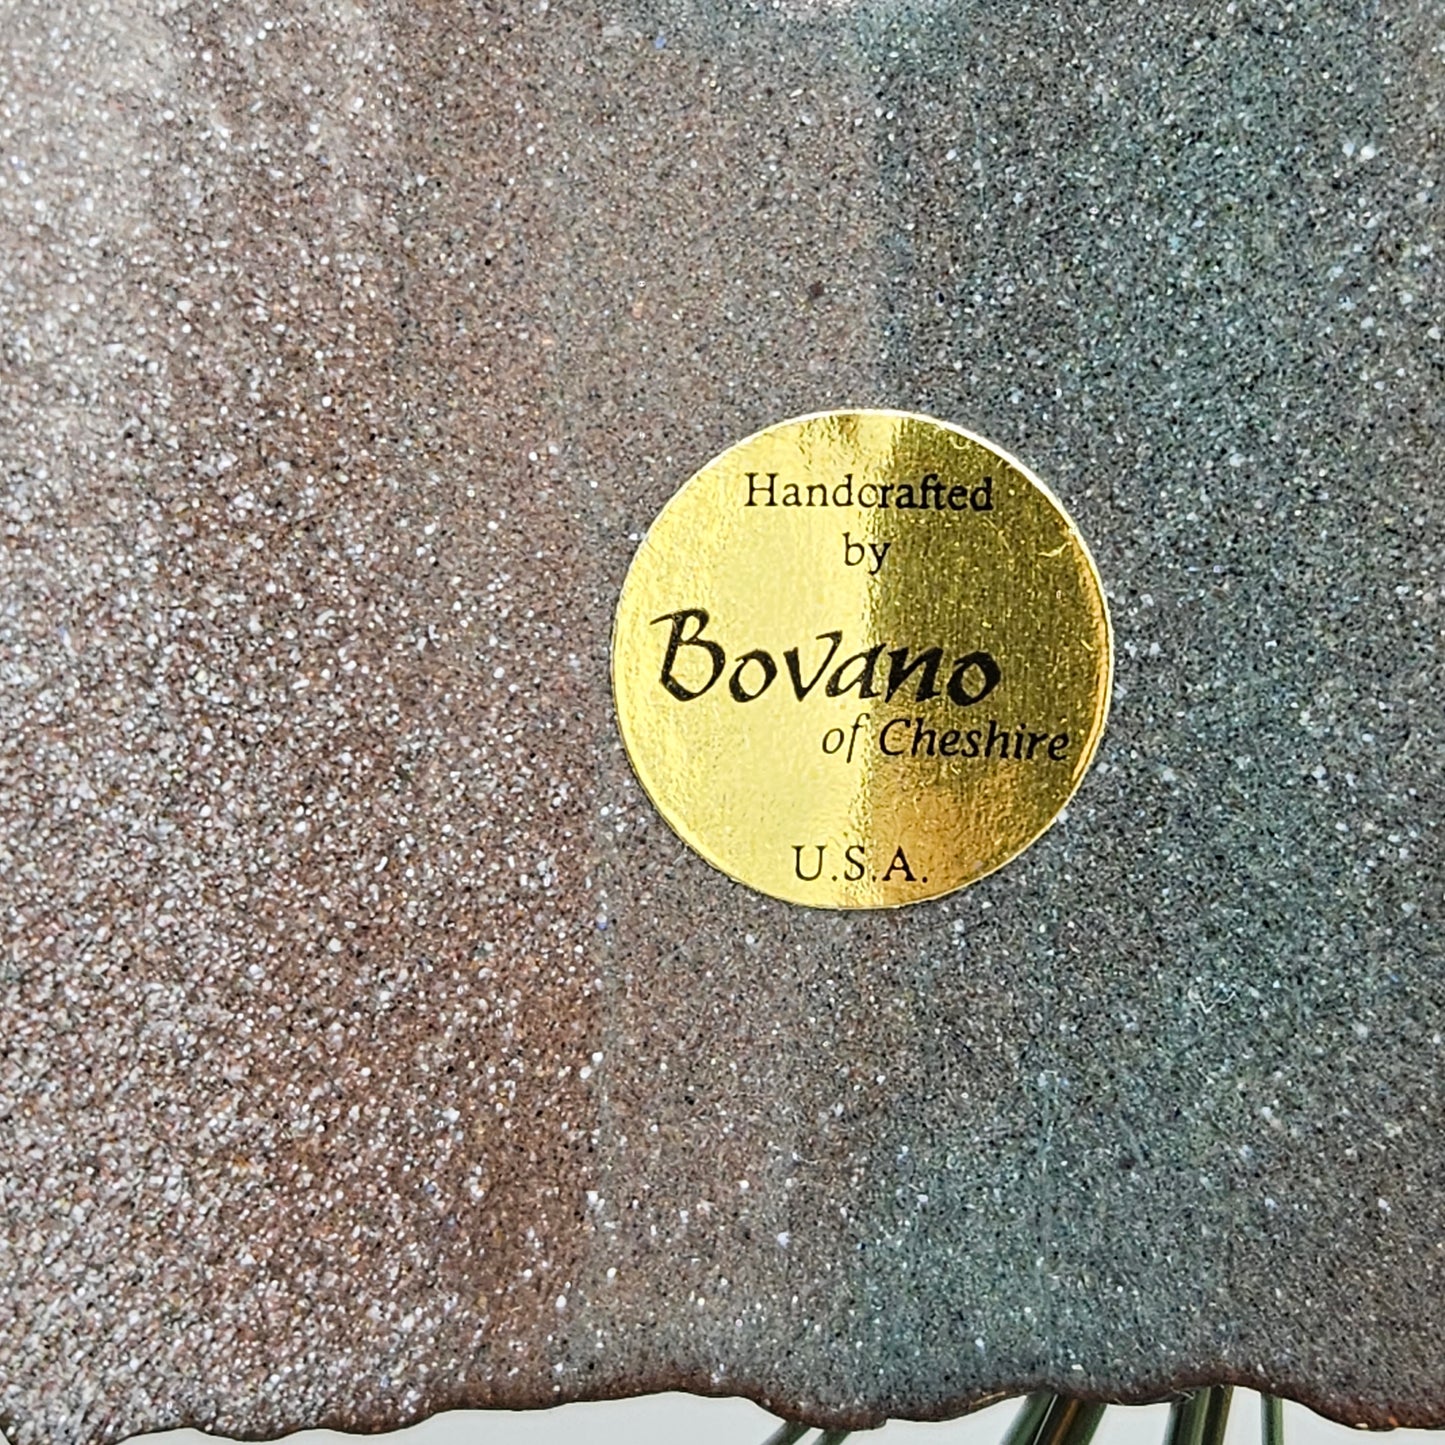 Handcrafted
by
Bovano
of Cheshire
U.S.A.